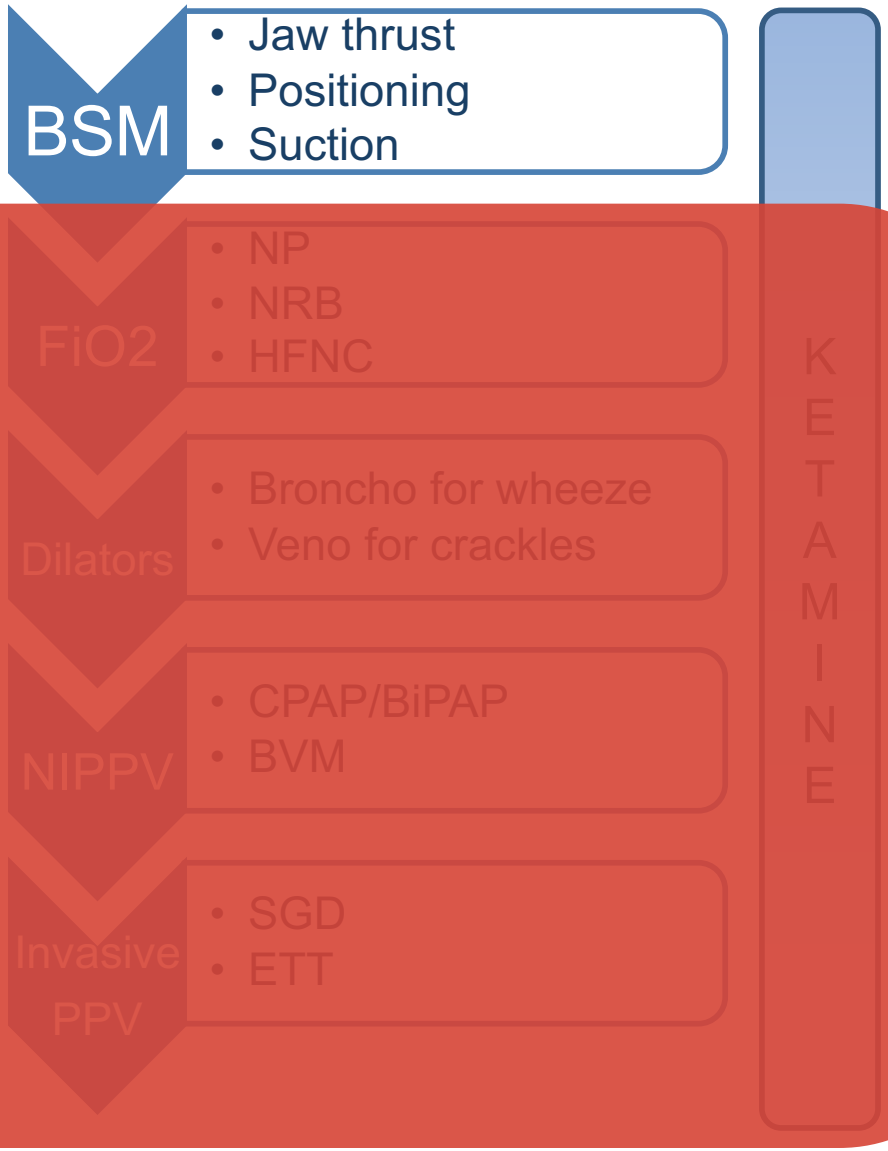 BSM
• Jaw thrust
• Positioning
• Suction
FiO2
• NP
• NRB
• HFNC
Dilators
• Broncho for wheeze
• Veno for crackles
NIPPV
• CPAP/BiPAP
• BVM
Invasive
PPV
• SGD
• ETT
K
E
T
A
M
I
N
E